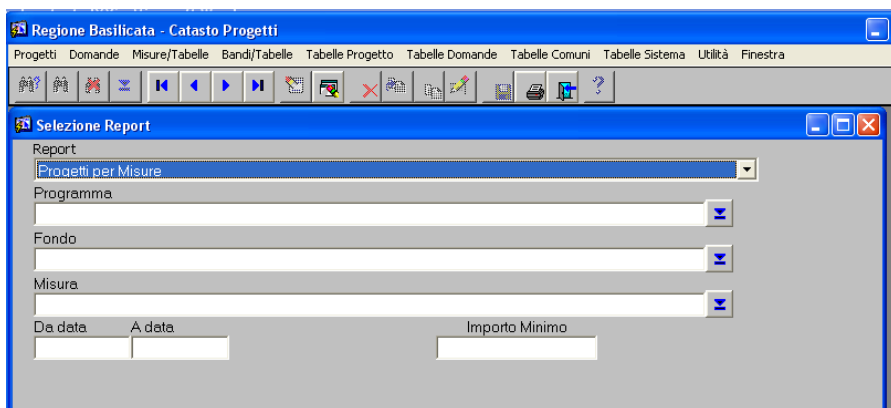 Regione Basilicata - Catasto Progetti
Progetti Domande Misure/Tabelle Bandi/Tabelle Tabelle Progetto Tabelle Domande Tabelle Comuni Tabelle Sistema Utilità Finestra
Selezione Report
Report
Progetti per Misure
Programma
Fondo
Misura
Da data A data Importo Minimo